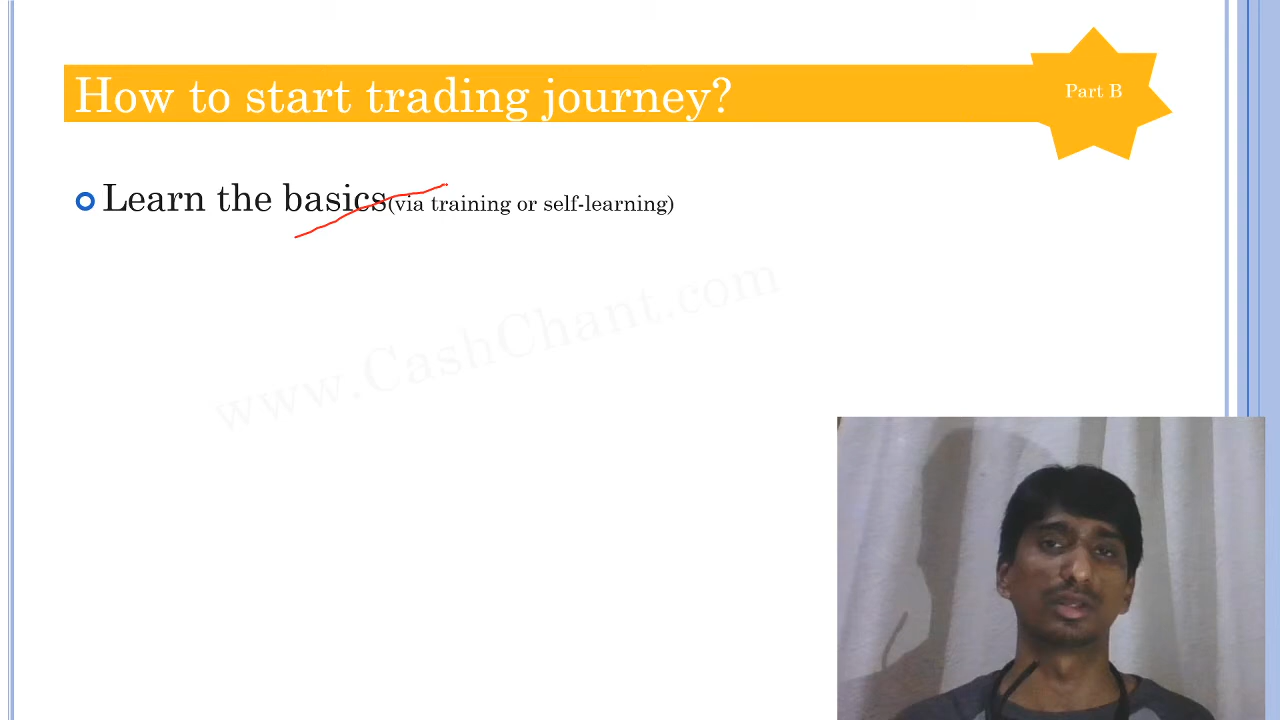 How to start trading journey?
Part B
Learn the basics(via training or self-learning)
www.CashChant.com